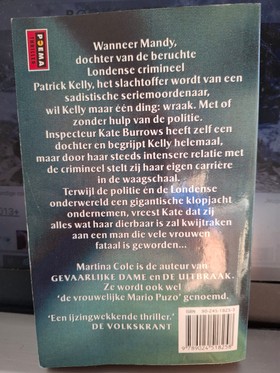 POEMA
Wanneer Mandy,
dochter van de beruchte
Londense crimineel
Patrick Kelly, het slachtoffer wordt van een
sadistische seriemoordenaar,
wil Kelly maar één ding: wraak. Met of
zonder hulp van de politie.
Inspecteur Kate Burrows heeft zelf een
dochter en begrijpt Kelly helemaal,
maar door haar steeds intensere relatie met
de crimineel stelt zij haar eigen carrière
in de waagschaal.
Terwijl de politie én de Londense
onderwereld een gigantische klopjacht
ondernemen, vreest Kate dat zij
alles wat haar dierbaar is zal kwijtraken
aan een man die vele vrouwen
fataal is geworden...
Martina Cole is de auteur van
GEVAARLIJKE DAME en DE UITBRAAK.
Ze wordt ook wel
'de vrouwelijke Mario Puzo' genoemd.
'Een ijzingwekkende thriller.'
DE VOLKSKRANT
ISBN
9 789024 518258